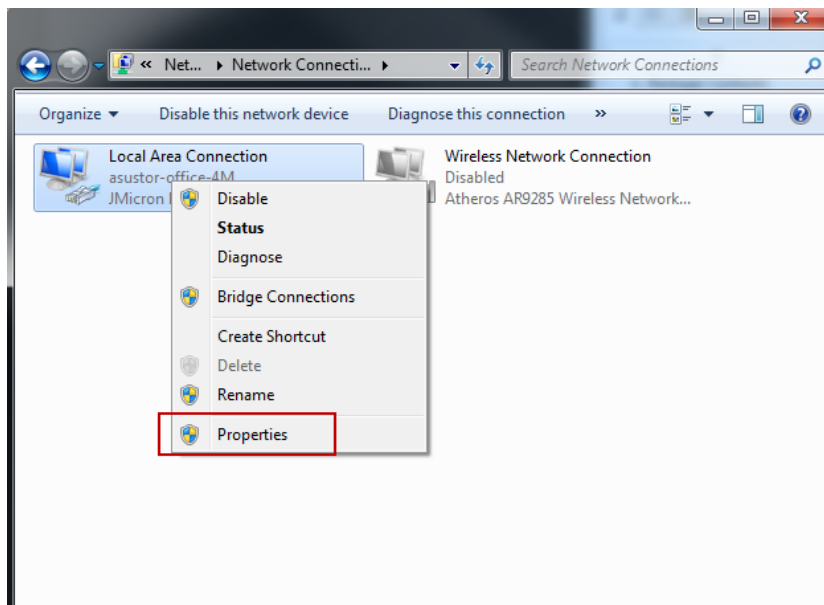 « Net... Network Connecti... Search Network Connections
Organize Disable this network device Diagnose this connection »
Local Area Connection
asustor-office-4M
JMicron
Wireless Network Connection
Disabled
Atheros AR9285 Wireless Network...
Disable
Status
Diagnose
Bridge Connections
Create Shortcut
Delete
Rename
Properties